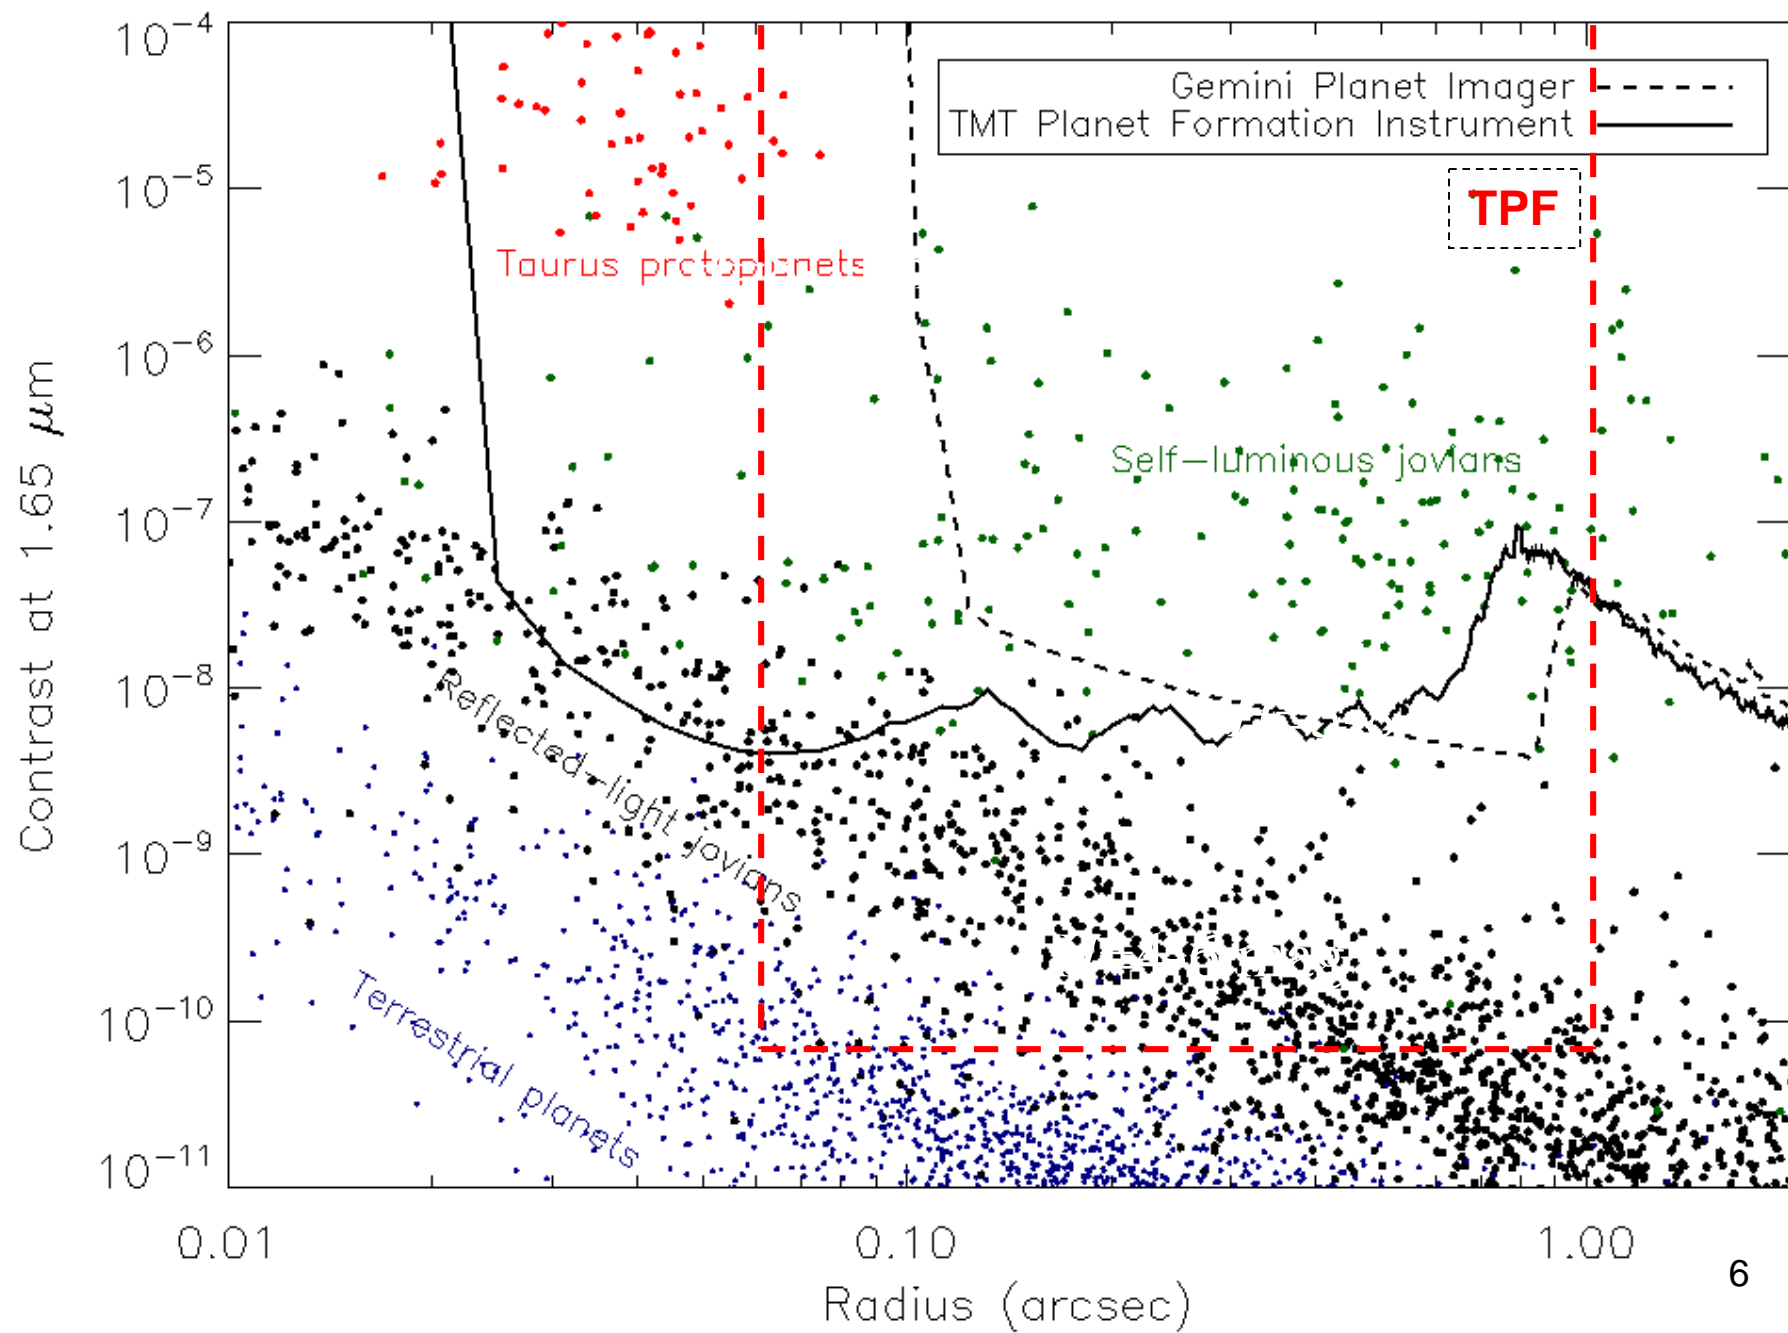 10−4
10−5
10−6
10−7
10−8
10−9
10−10
10−11
Contrast at 1.65 μm
Gemini Planet Imager
TMT Planet Formation Instrument
TPF
Taurus protoplanets
Self−luminous jovians
Reflected−light jovians
Terrestrial planets
0.01
0.10
1.00
Radius (arcsec)
6